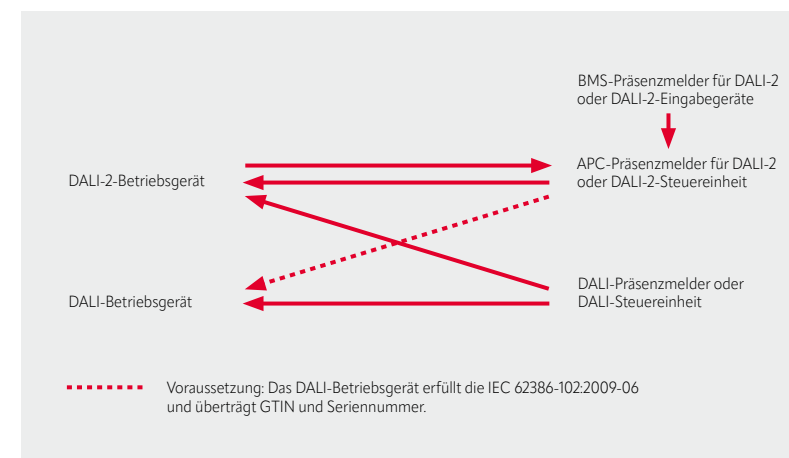 BMS-Präsenzmelder für DALI-2
oder DALI-2-Eingabegeräte
DALI-2-Betriebsgerät
APC-Präsenzmelder für DALI-2
oder DALI-2-Steuereinheit
DALI-Betriebsgerät
DALI-Präsenzmelder oder
DALI-Steuereinheit
Voraussetzung: Das DALI-Betriebsgerät erfüllt die IEC 62386-102:2009-06
und überträgt GTIN und Seriennummer.